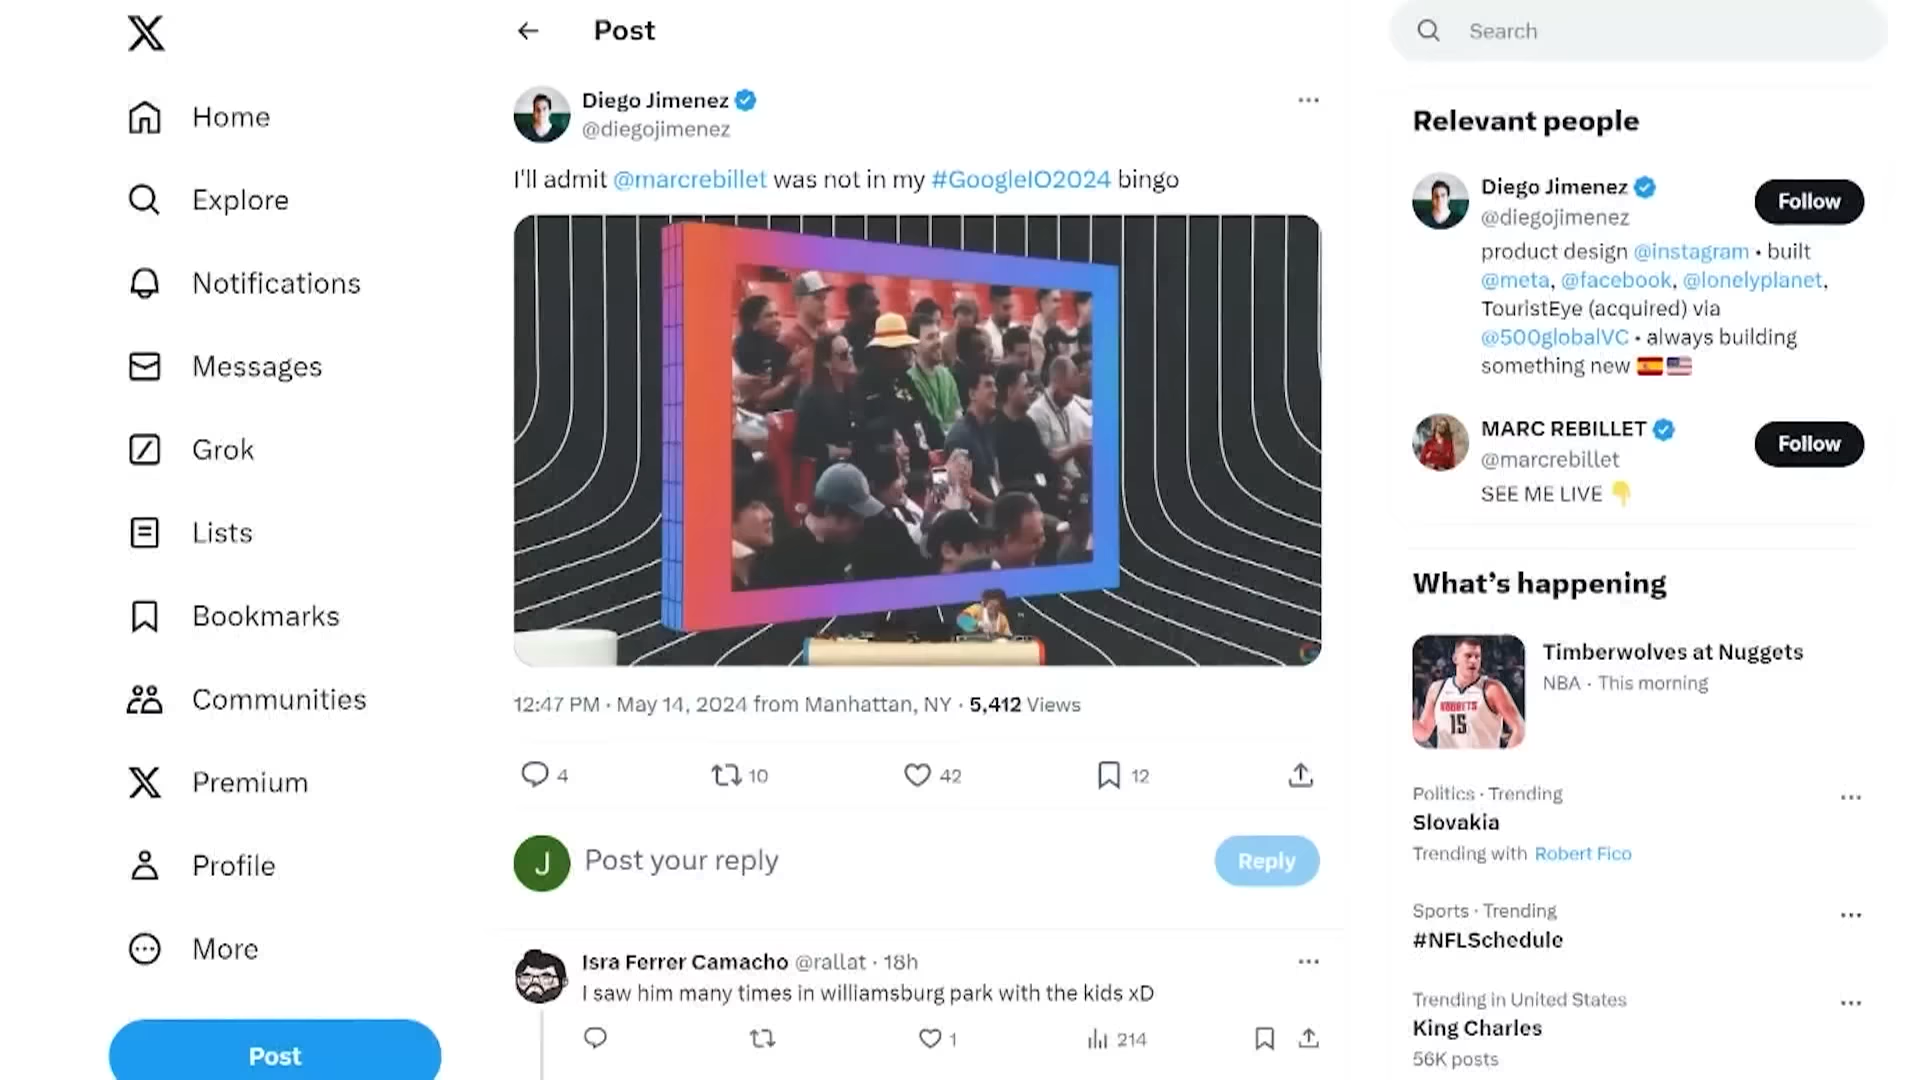 Home
Explore
Notifications
Messages
Grok
Lists
Bookmarks
Communities
Premium
Profile
More
Post
Post
Diego Jimenez
@diegojimenez
I'll admit @marcrebillet was not in my #GoogleIO2024 bingo
12:47 PM · May 14, 2024 from Manhattan, NY · 5,412 Views
4
10
42
12
J
Post your reply
Reply
Isra Ferrer Camacho @rallat · 18h
I saw him many times in williamsburg park with the kids xD
1
214
Search
Relevant people
Diego Jimenez
@diegojimenez
Follow
product design @instagram • built
@meta, @facebook, @lonelyplanet,
TouristEye (acquired) via
@500globalVC • always building
something new 🇪🇸🇺🇸
MARC REBILLET
@marcrebillet
Follow
SEE ME LIVE 👇
What's happening
Timberwolves at Nuggets
NBA · This morning
NUGGETS
15
Politics · Trending
Slovakia
Trending with Robert Fico
Sports · Trending
#NFLSchedule
Trending in United States
King Charles
56K posts